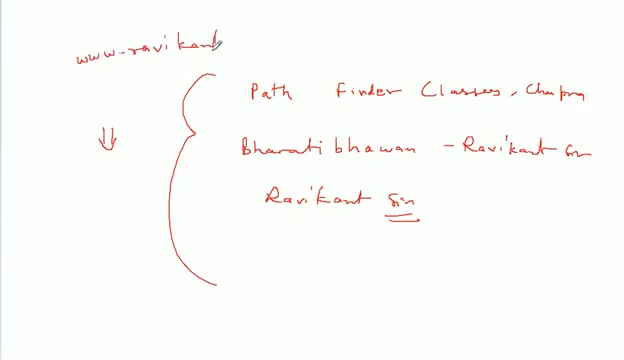 www.ravikant
Path Finder Classes, Chapra
Bharati bhawan - Ravikant Sir
Ravikant Sir